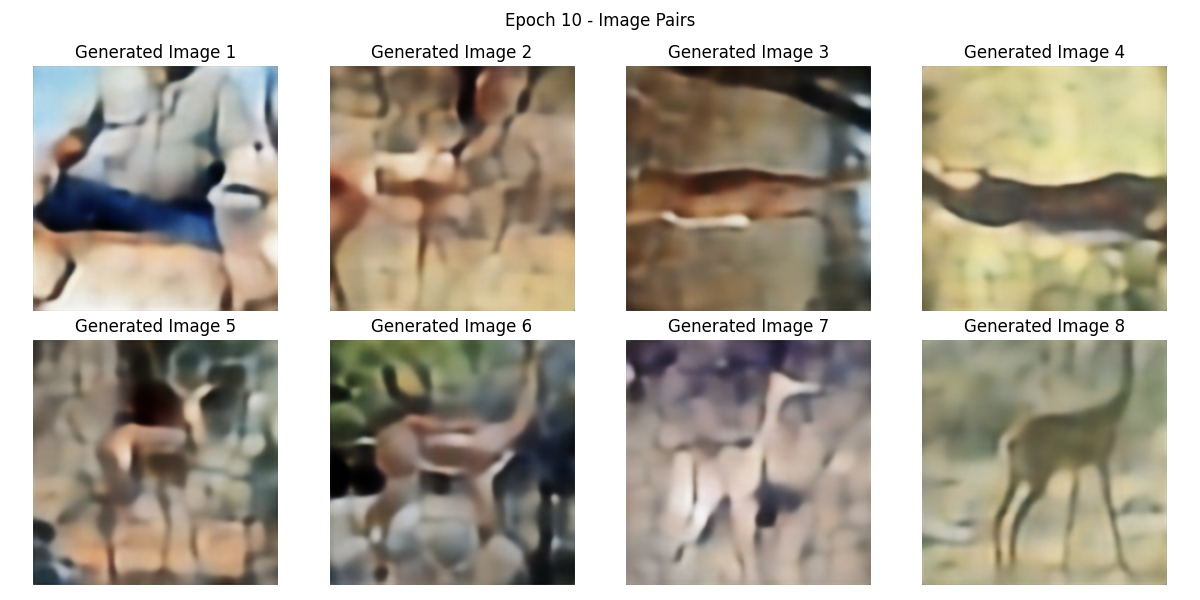 Epoch 10 - Image Pairs
Generated Image 1
Generated Image 2
Generated Image 3
Generated Image 4
Generated Image 5
Generated Image 6
Generated Image 7
Generated Image 8